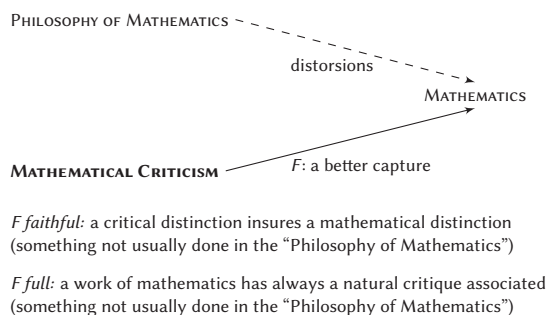 PHILOSOPHY OF MATHEMATICS
distorsions
MATHEMATICS
MATHEMATICAL CRITICISM
F: a better capture
F faithful: a critical distinction insures a mathematical distinction
(something not usually done in the “Philosophy of Mathematics”)
F full: a work of mathematics has always a natural critique associated
(something not usually done in the “Philosophy of Mathematics”)